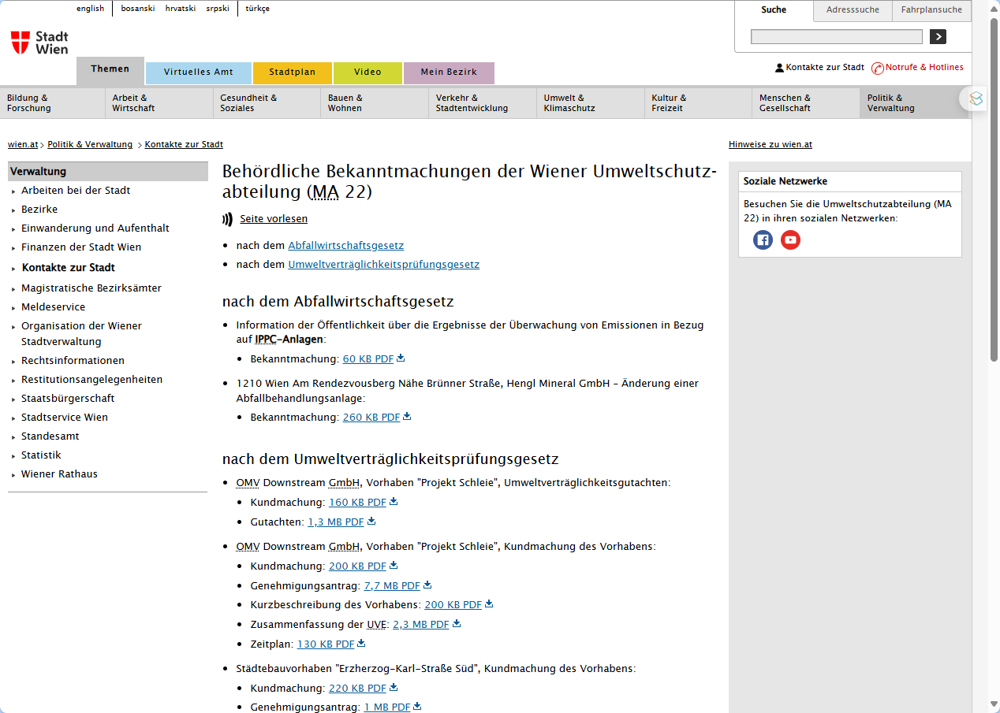 english
bosanski
hrvatski
srpski
türkçe
Suche
Adresssuche
Fahrplansuche
Stadt
Wien
Themen
Virtuelles Amt
Stadtplan
Video
Mein Bezirk
Kontakte zur Stadt
Notrufe & Hotlines
Bildung &
Forschung
Arbeit &
Wirtschaft
Gesundheit &
Soziales
Bauen &
Wohnen
Verkehr &
Stadtentwicklung
Umwelt &
Klimaschutz
Kultur &
Freizeit
Menschen &
Gesellschaft
Politik &
Verwaltung
wien.at > Politik & Verwaltung > Kontakte zur Stadt
Hinweise zu wien.at
Verwaltung
Arbeiten bei der Stadt
Bezirke
Einwanderung und Aufenthalt
Finanzen der Stadt Wien
Kontakte zur Stadt
Magistratische Bezirksämter
Meldeservice
Organisation der Wiener
Stadtverwaltung
Rechtsinformationen
Restitutionsangelegenheiten
Staatsbürgerschaft
Stadtservice Wien
Standesamt
Statistik
Wiener Rathaus
Behördliche Bekanntmachungen der Wiener Umweltschutz-
abteilung (MA 22)
Seite vorlesen
• nach dem Abfallwirtschaftsgesetz
• nach dem Umweltverträglichkeitsprüfungsgesetz
nach dem Abfallwirtschaftsgesetz
• Information der Öffentlichkeit über die Ergebnisse der Überwachung von Emissionen in Bezug
auf IPPC-Anlagen:
• Bekanntmachung: 60 KB PDF
• 1210 Wien Am Rendezvousberg Nähe Brünner Straße, Hengl Mineral GmbH – Änderung einer
Abfallbehandlungsanlage:
• Bekanntmachung: 260 KB PDF
nach dem Umweltverträglichkeitsprüfungsgesetz
• OMV Downstream GmbH, Vorhaben "Projekt Schleie", Umweltverträglichkeitsgutachten:
• Kundmachung: 160 KB PDF
• Gutachten: 1,3 MB PDF
• OMV Downstream GmbH, Vorhaben "Projekt Schleie", Kundmachung des Vorhabens:
• Kundmachung: 200 KB PDF
• Genehmigungsantrag: 7,7 MB PDF
• Kurzbeschreibung des Vorhabens: 200 KB PDF
• Zusammenfassung der UVE: 2,3 MB PDF
• Zeitplan: 130 KB PDF
• Städtebauvorhaben "Erzherzog-Karl-Straße Süd", Kundmachung des Vorhabens:
• Kundmachung: 220 KB PDF
• Genehmigungsantrag: 1 MB PDF
Soziale Netzwerke
Besuchen Sie die Umweltschutzabteilung (MA
22) in ihren sozialen Netzwerken: